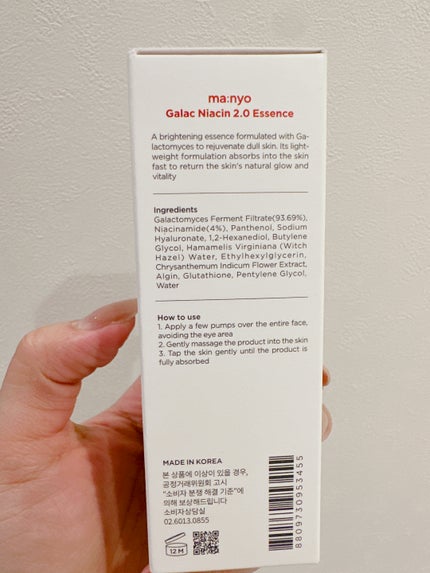 ma:nyo
Galac Niacin 2.0 Essence
A brightening essence formulated with Ga-
lactomyces to rejuvenate dull skin. Its light-
weight formulation absorbs into the skin
fast to return the skin's natural glow and
vitality
Ingredients
Galactomyces Ferment Filtrate(93.69%),
Niacinamide(4%), Panthenol, Sodium
Hyaluronate, 1,2-Hexanediol, Butylene
Glycol, Hamamelis Virginiana (Witch
Hazel) Water, Ethylhexylglycerin,
Chrysanthemum Indicum Flower Extract,
Algin, Glutathione, Pentylene Glycol,
Water
How to use
1. Apply a few pumps over the entire face,
avoiding the eye area
2. Gently massage the product into the skin
3. Tap the skin gently until the product is
fully absorbed
MADE IN KOREA
본 상품에 이상이 있을 경우,
공정거래위원회 고시
"소비자 분쟁 해결 기준"에
의해 보상해드립니다
소비자상담실
02.6013.0855
12 M
8809730953455